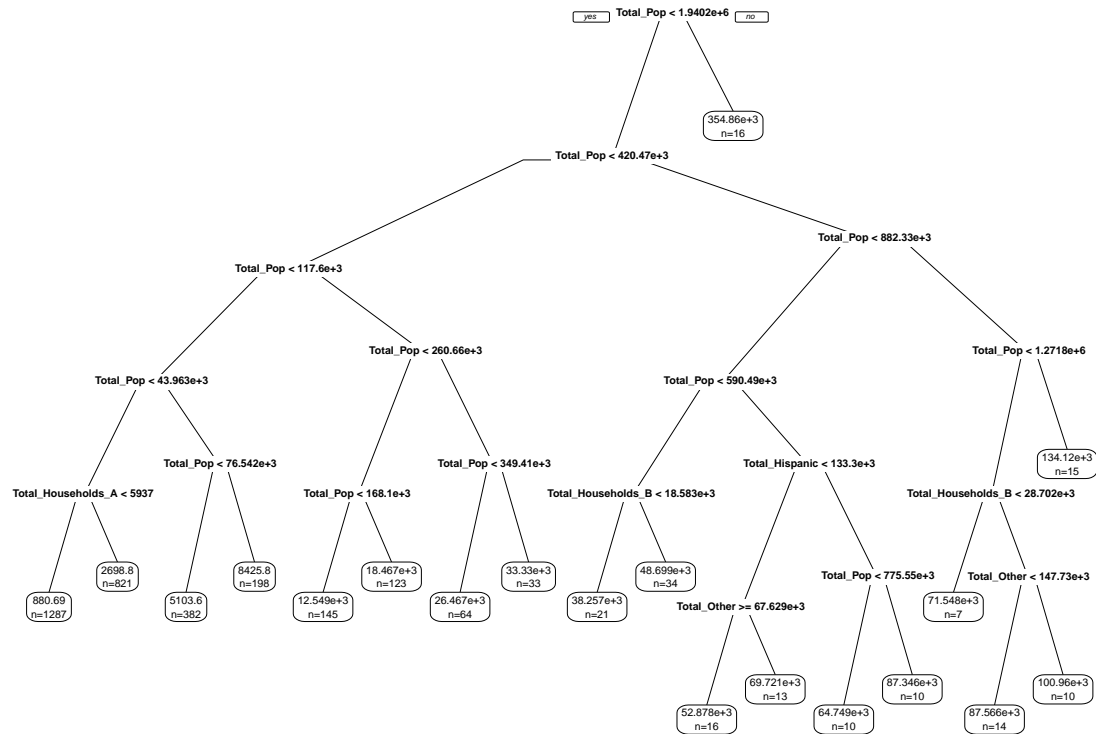 yes
Total_Pop < 1.9402e+6
no
354.86e+3
n=16
Total_Pop < 420.47e+3
Total_Pop < 882.33e+3
Total_Pop < 117.6e+3
Total_Pop < 260.66e+3
Total_Pop < 1.2718e+6
Total_Pop < 43.963e+3
Total_Pop < 590.49e+3
Total_Pop < 76.542e+3
Total_Pop < 349.41e+3
Total_Hispanic < 133.3e+3
134.12e+3
n=15
Total_Households_A < 5937
Total_Pop < 168.1e+3
Total_Households_B < 18.583e+3
Total_Households_B < 28.702e+3
2698.8
n=821
8425.8
n=198
18.467e+3
n=123
33.33e+3
n=33
48.699e+3
n=34
Total_Pop < 775.55e+3
Total_Other < 147.73e+3
880.69
n=1287
5103.6
n=382
12.549e+3
n=145
26.467e+3
n=64
38.257e+3
n=21
Total_Other >= 67.629e+3
71.548e+3
n=7
69.721e+3
n=13
87.346e+3
n=10
100.96e+3
n=10
52.878e+3
n=16
64.749e+3
n=10
87.566e+3
n=14